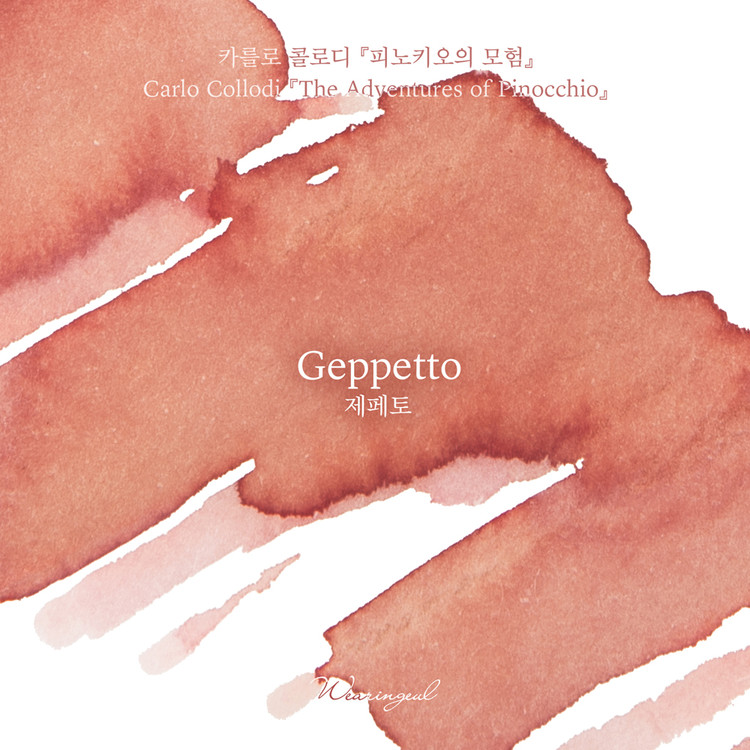 카를로 콜로디 『피노키오의 모험』
Carlo Collodi 『The Adventures of Pinocchio』
Geppetto
제페토
Wearingeul